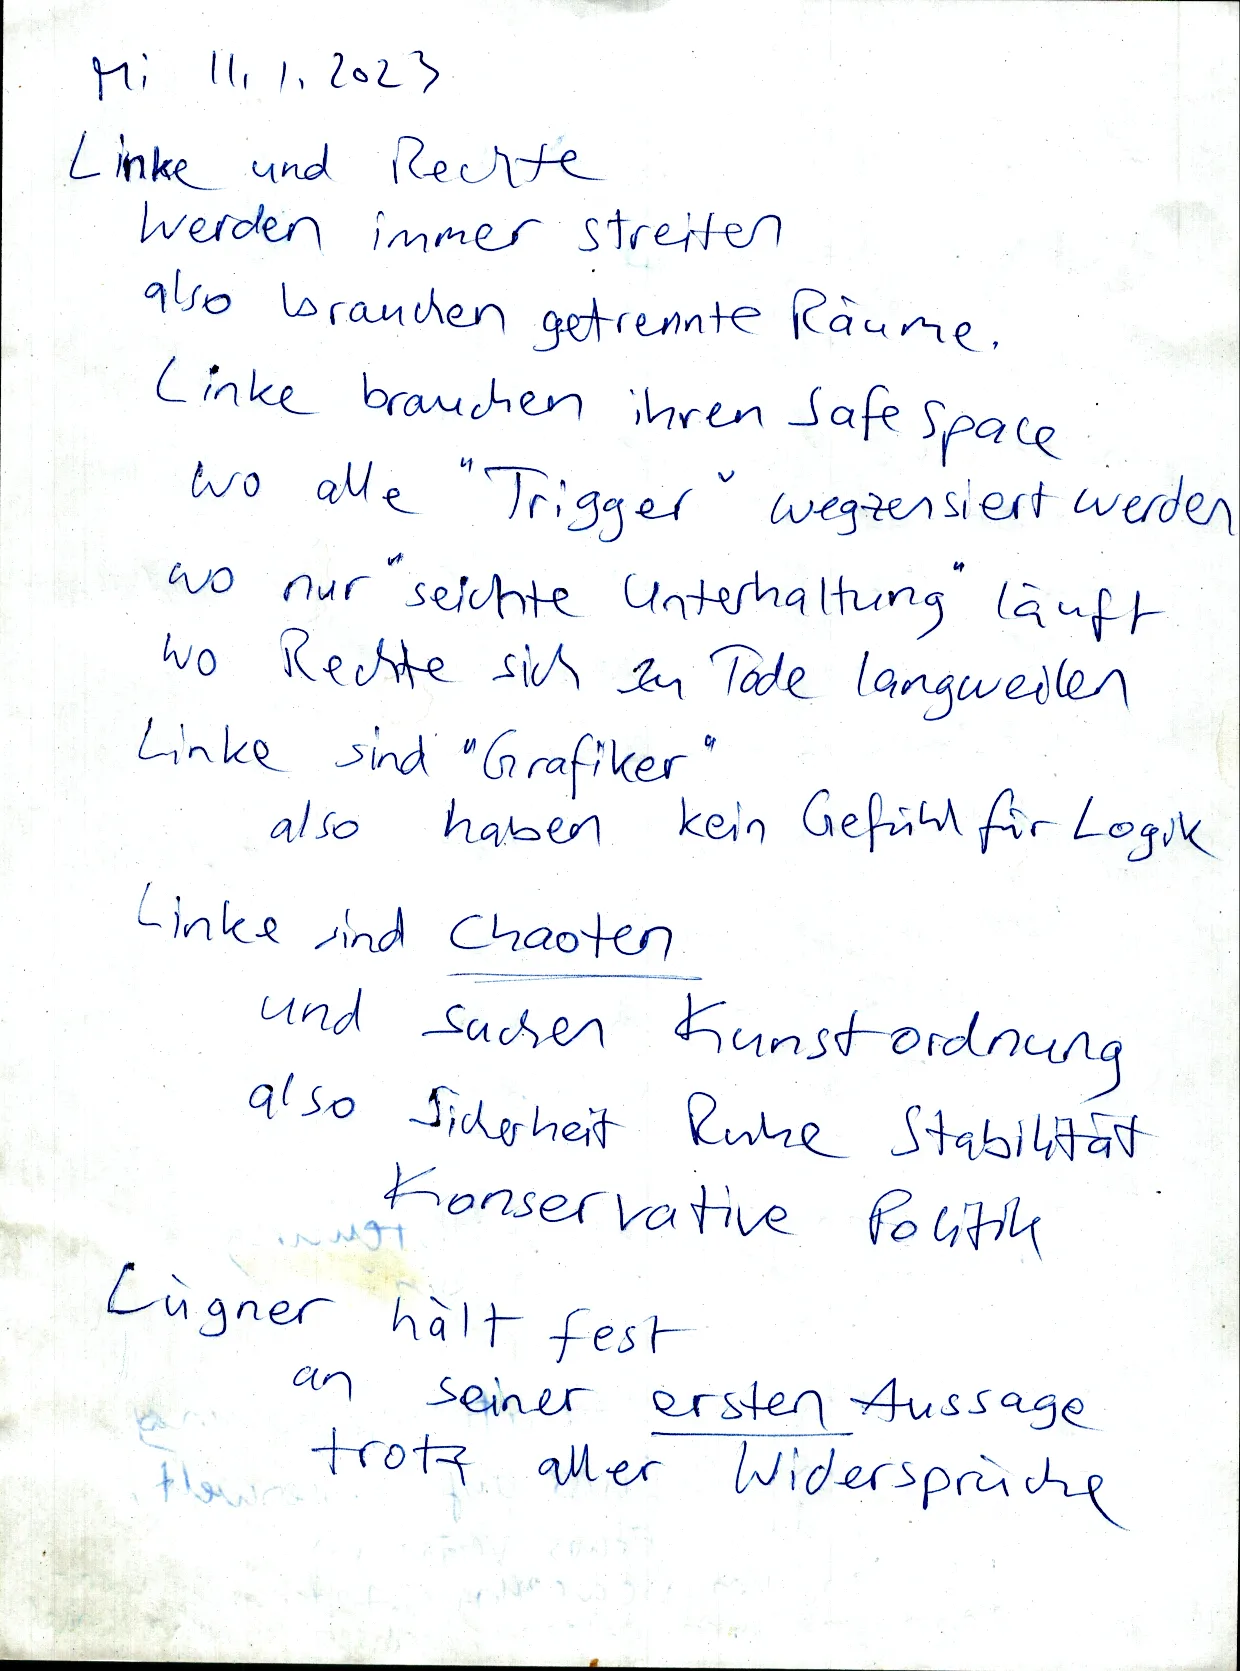 Mi 11.1.2023
Linke und Rechte
werden immer streiten
also brauchen getrennte Räume.
Linke brauchen ihren Safe Space
wo alle "Trigger" wegzensiert werden
wo nur "seichte Unterhaltung" läuft
wo Rechte sich zu Tode langweilen
Linke sind "Grafiker"
also haben kein Gefühl für Logik
Linke sind Chaoten
und suchen Kunstordnung
also Sicherheit Ruhe Stabilität
Konservative Politik
Lügner hält fest
an seiner ersten Aussage
trotz aller Widersprüche